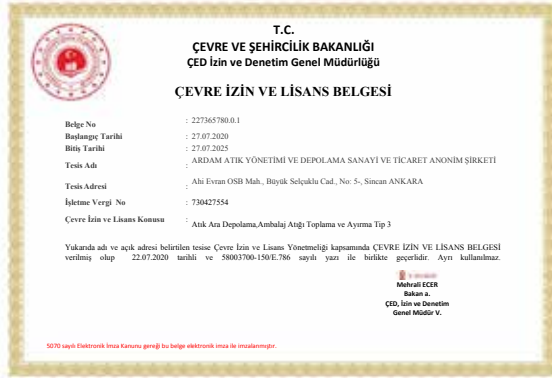 T.C.
ÇEVRE VE ŞEHİRCİLİK BAKANLIĞI
ÇED İzin ve Denetim Genel Müdürlüğü
ÇEVRE İZİN VE LİSANS BELGESİ
Belge No : 227365780.0.1
Başlangıç Tarihi : 27.07.2020
Bitiş Tarihi : 27.07.2025
Tesis Adı : ARDAM ATIK YÖNETİMİ VE DEPOLAMA SANAYİ VE TİCARET ANONİM ŞİRKETİ
Tesis Adresi : Ahi Evran OSB Mah., Büyük Selçuklu Cad., No: 5-, Sincan ANKARA
İşletme Vergi No : 730427554
Çevre İzin ve Lisans Konusu : Atık Ara Depolama,Ambalaj Atığı Toplama ve Ayırma Tip 3
Yukarıda adı ve açık adresi belirtilen tesise Çevre İzin ve Lisans Yönetmeliği kapsamında ÇEVRE İZİN VE LİSANS BELGESİ
verilmiş olup 22.07.2020 tarihli ve 58003700-150/E.786 sayılı yazı ile birlikte geçerlidir. Ayrı kullanılmaz.
Mehrali ECER
Bakan a.
ÇED, İzin ve Denetim
Genel Müdür V.
5070 sayılı Elektronik İmza Kanunu gereği bu belge elektronik imza ile imzalanmıştır.